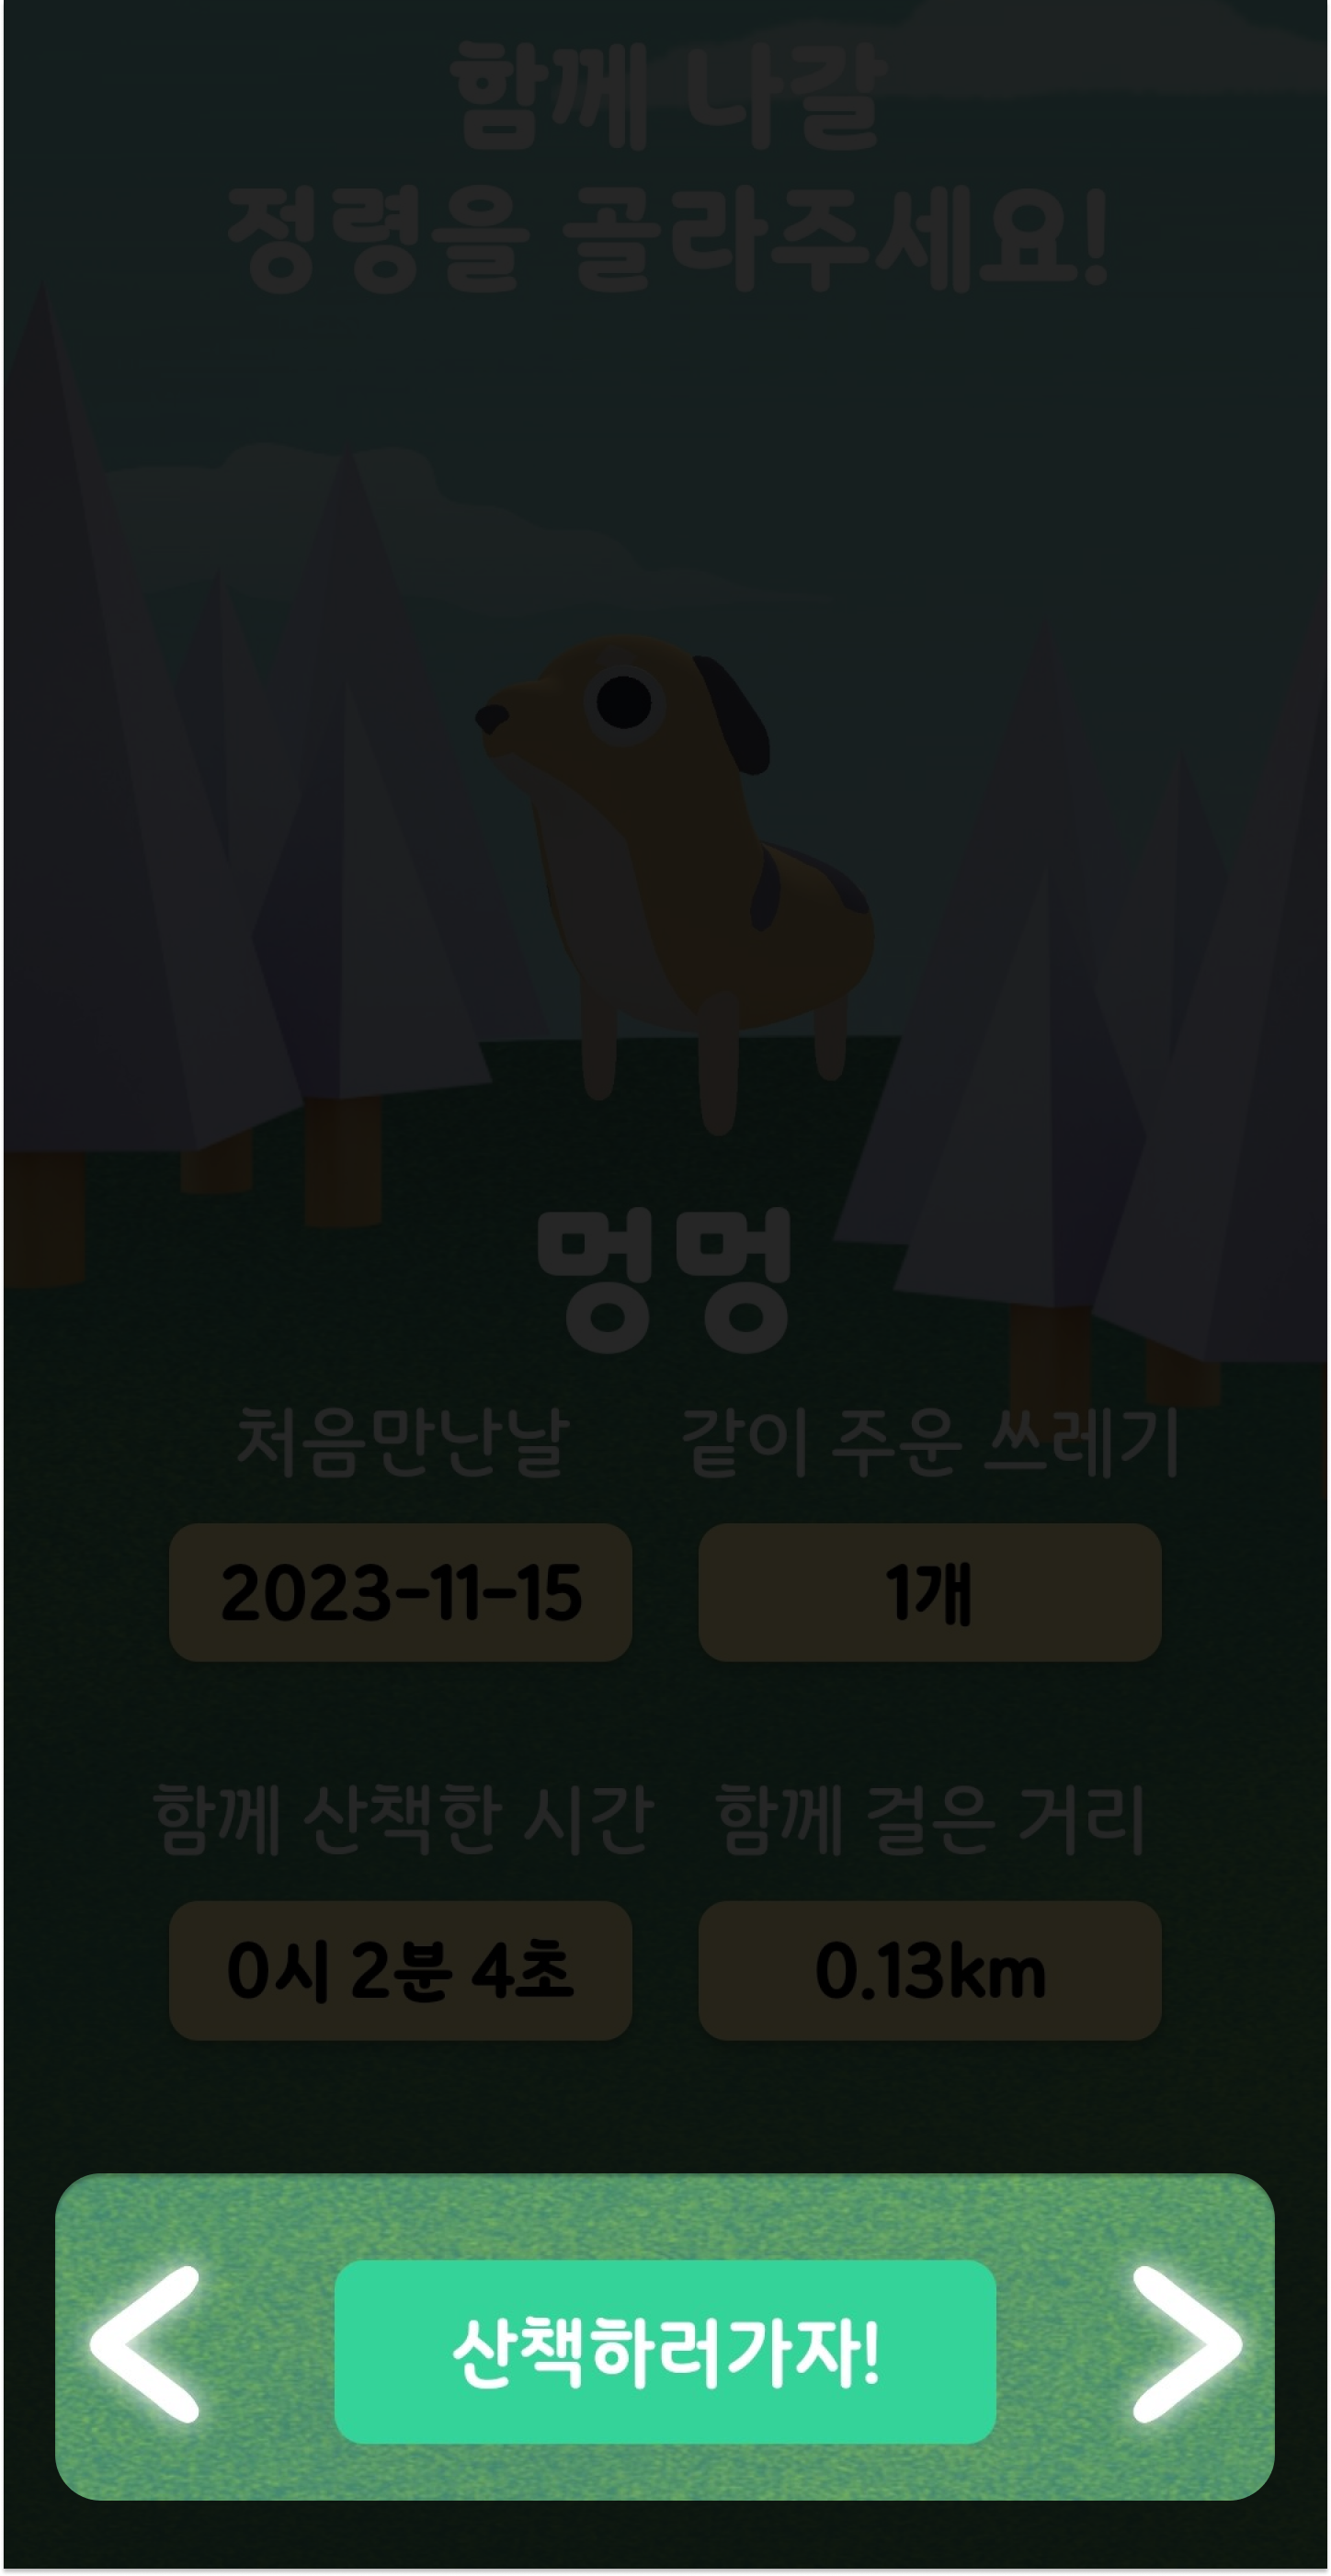 함께 나갈
정령을 골라주세요!
멍멍
처음만난날 같이 주운 쓰레기
2023-11-15 1개
함께 산책한 시간 함께 걸은 거리
0시 2분 4초 0.13km
산책하러가자!